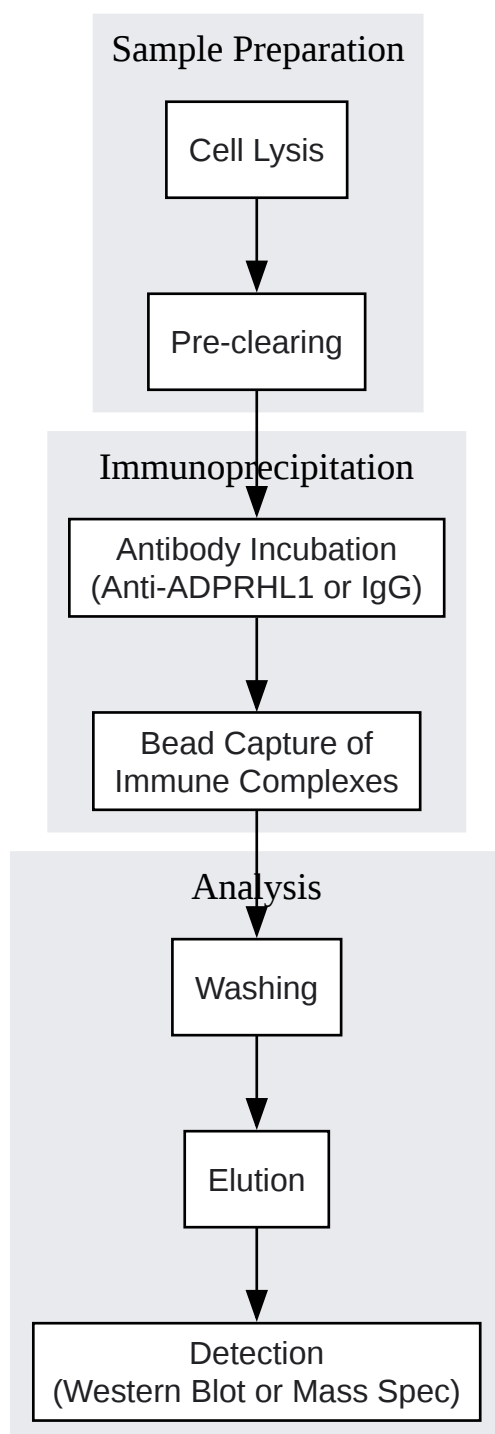 Sample Preparation
Cell Lysis
Pre-clearing
Immunoprecipitation
Antibody Incubation
(Anti-ADPRHL1 or IgG)
Bead Capture of
Immune Complexes
Analysis
Washing
Elution
Detection
(Western Blot or Mass Spec)